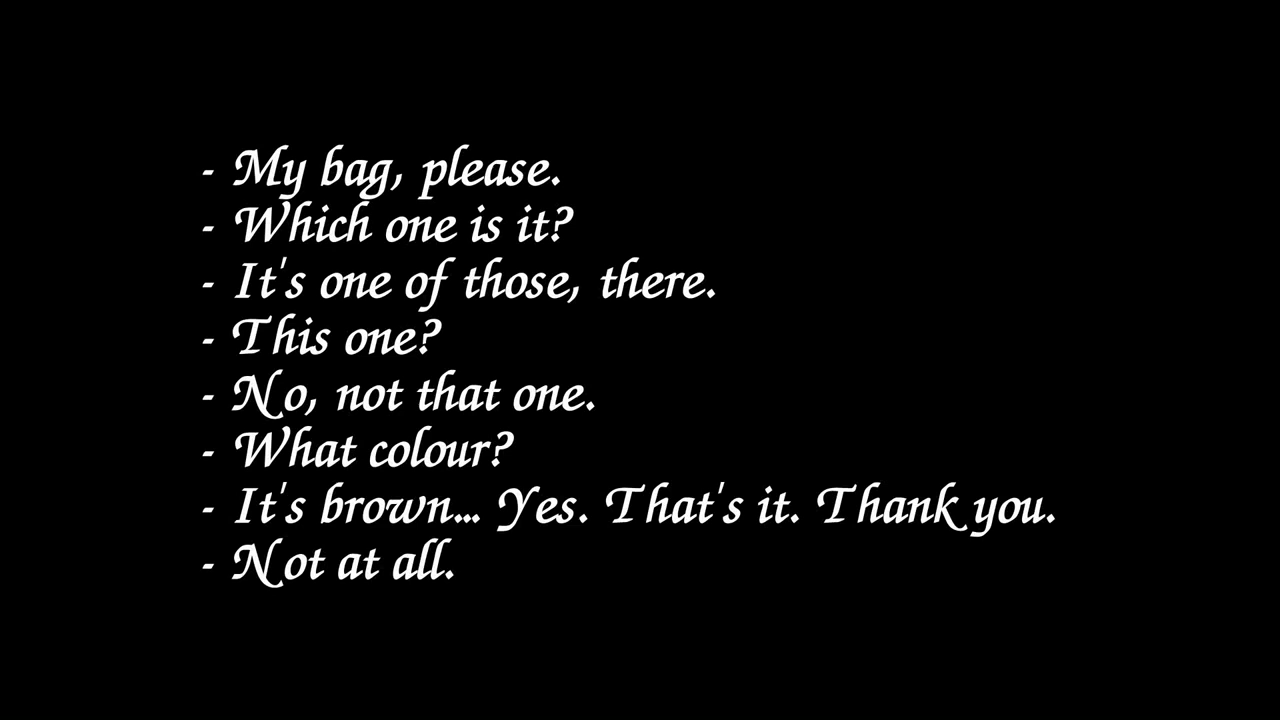 - My bag, please.
- Which one is it?
- It's one of those, there.
- This one?
- No, not that one.
- What colour?
- It's brown... Yes. That's it. Thank you.
- Not at all.